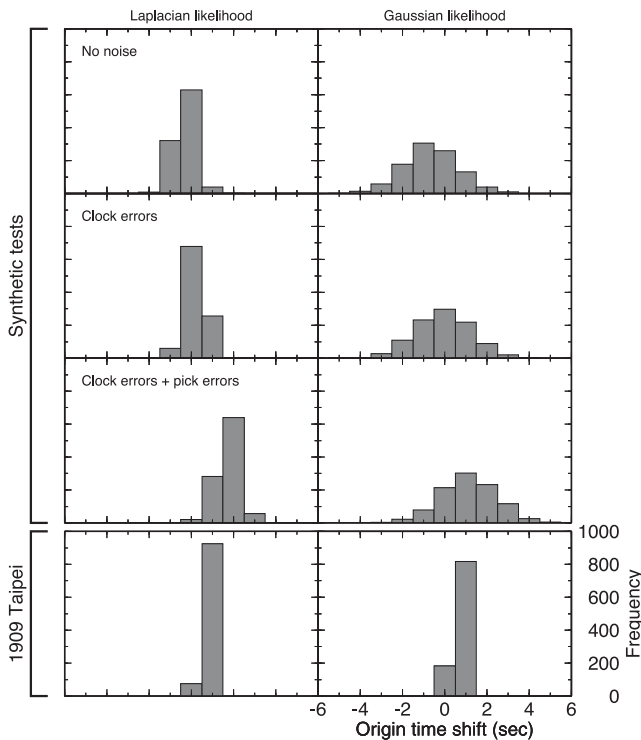 Laplacian likelihood
Gaussian likelihood
No noise
Clock errors
Clock errors + pick errors
Synthetic tests
1909 Taipei
1000
800
600
400
200
0
Frequency
-6 -4 -2 0 2 4 6
Origin time shift (sec)